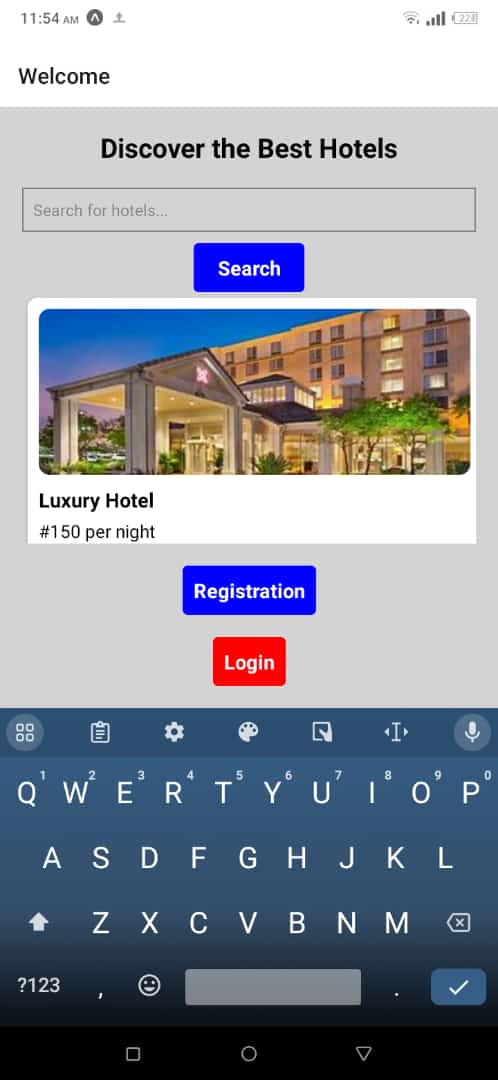 11:54 AM
228
Welcome
Discover the Best Hotels
Search for hotels...
Search
Luxury Hotel
#150 per night
Registration
Login
1 2 3 4 5 6 7 8 9 0
Q W E R T Y U I O P
A S D F G H J K L
Z X C V B N M
?123 , .